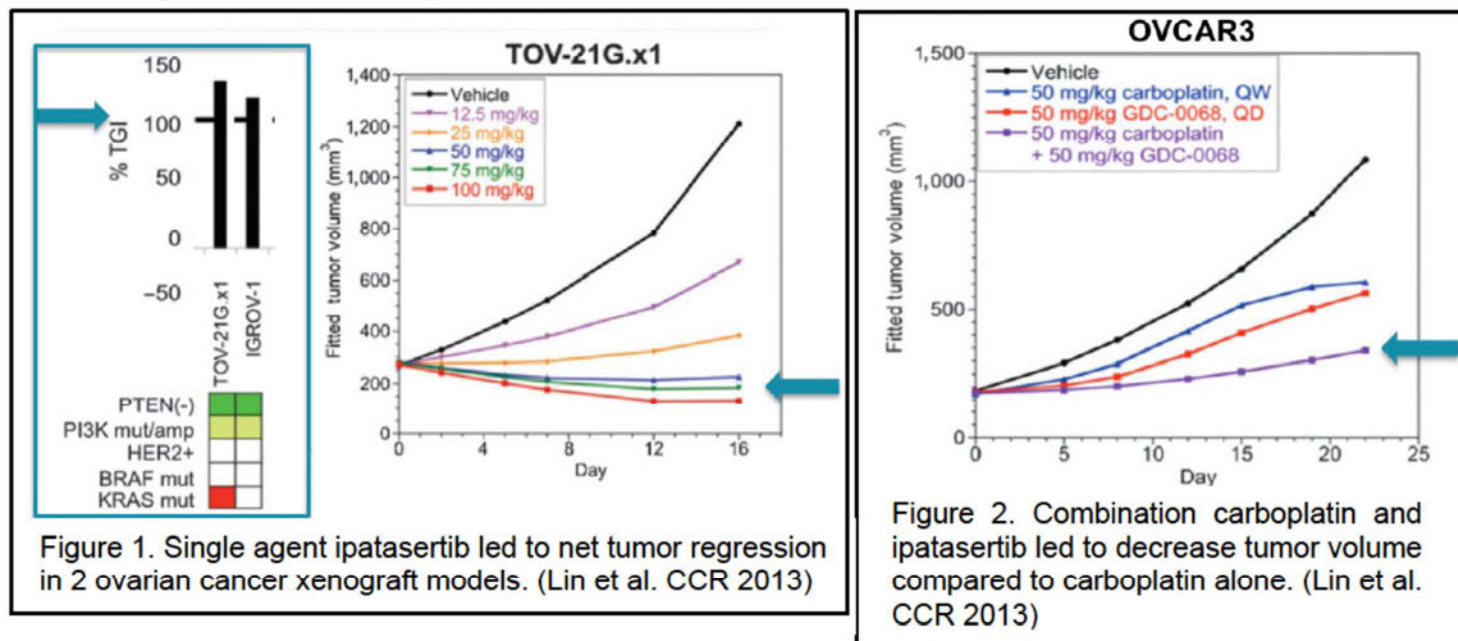 150
100
50
0
−50
% TGI
TOV-21G.x1
IGROV-1
PTEN(-)
PI3K mut/amp
HER2+
BRAF mut
KRAS mut
TOV-21G.x1
1,400
1,200
1,000
800
600
400
200
0
Fitted tumor volume (mm³)
Vehicle
12.5 mg/kg
25 mg/kg
50 mg/kg
75 mg/kg
100 mg/kg
0 4 8 12 16
Day
Figure 1. Single agent ipatasertib led to net tumor regression
in 2 ovarian cancer xenograft models. (Lin et al. CCR 2013)
OVCAR3
1,500
1,000
500
0
Fitted tumor volume (mm³)
Vehicle
50 mg/kg carboplatin, QW
50 mg/kg GDC-0068, QD
50 mg/kg carboplatin
+ 50 mg/kg GDC-0068
0 5 10 15 20 25
Day
Figure 2. Combination carboplatin and
ipatasertib led to decrease tumor volume
compared to carboplatin alone. (Lin et al.
CCR 2013)